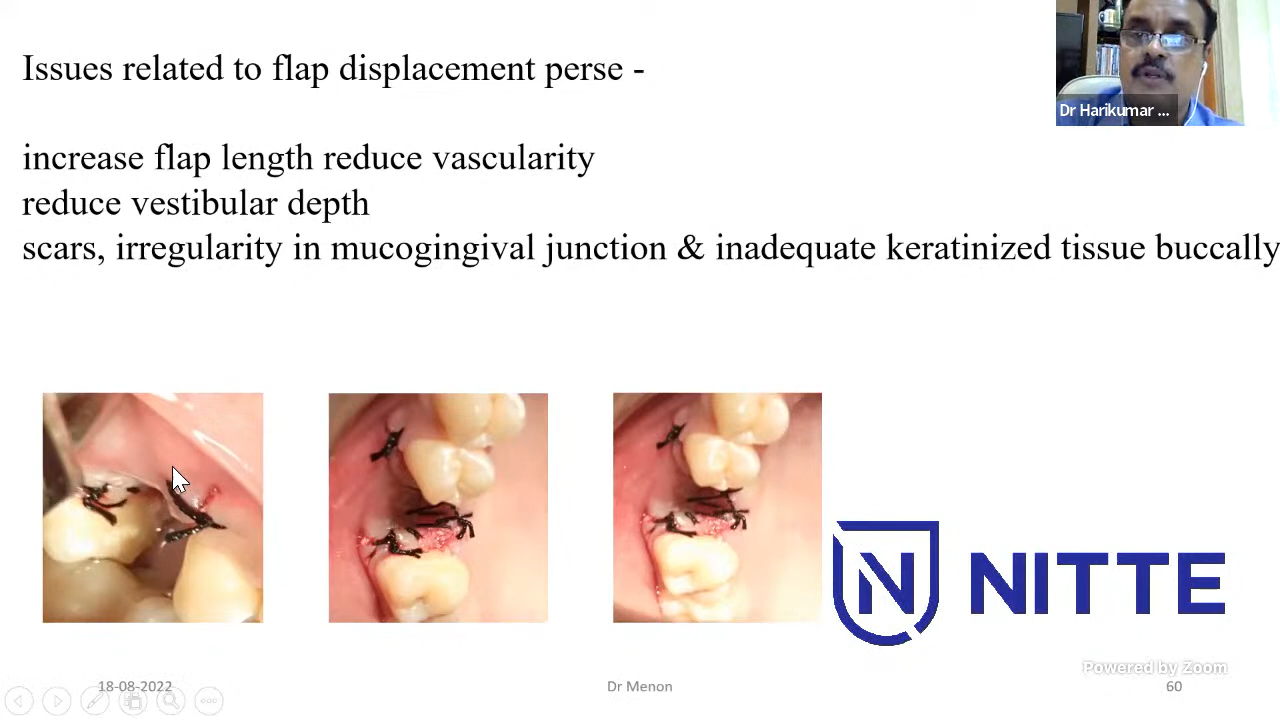 Issues related to flap displacement perse -
Dr Harikumar ...
increase flap length reduce vascularity
reduce vestibular depth
scars, irregularity in mucogingival junction & inadequate keratinized tissue buccally
N NITTE
Powered by Zoom
18-08-2022
Dr Menon
60